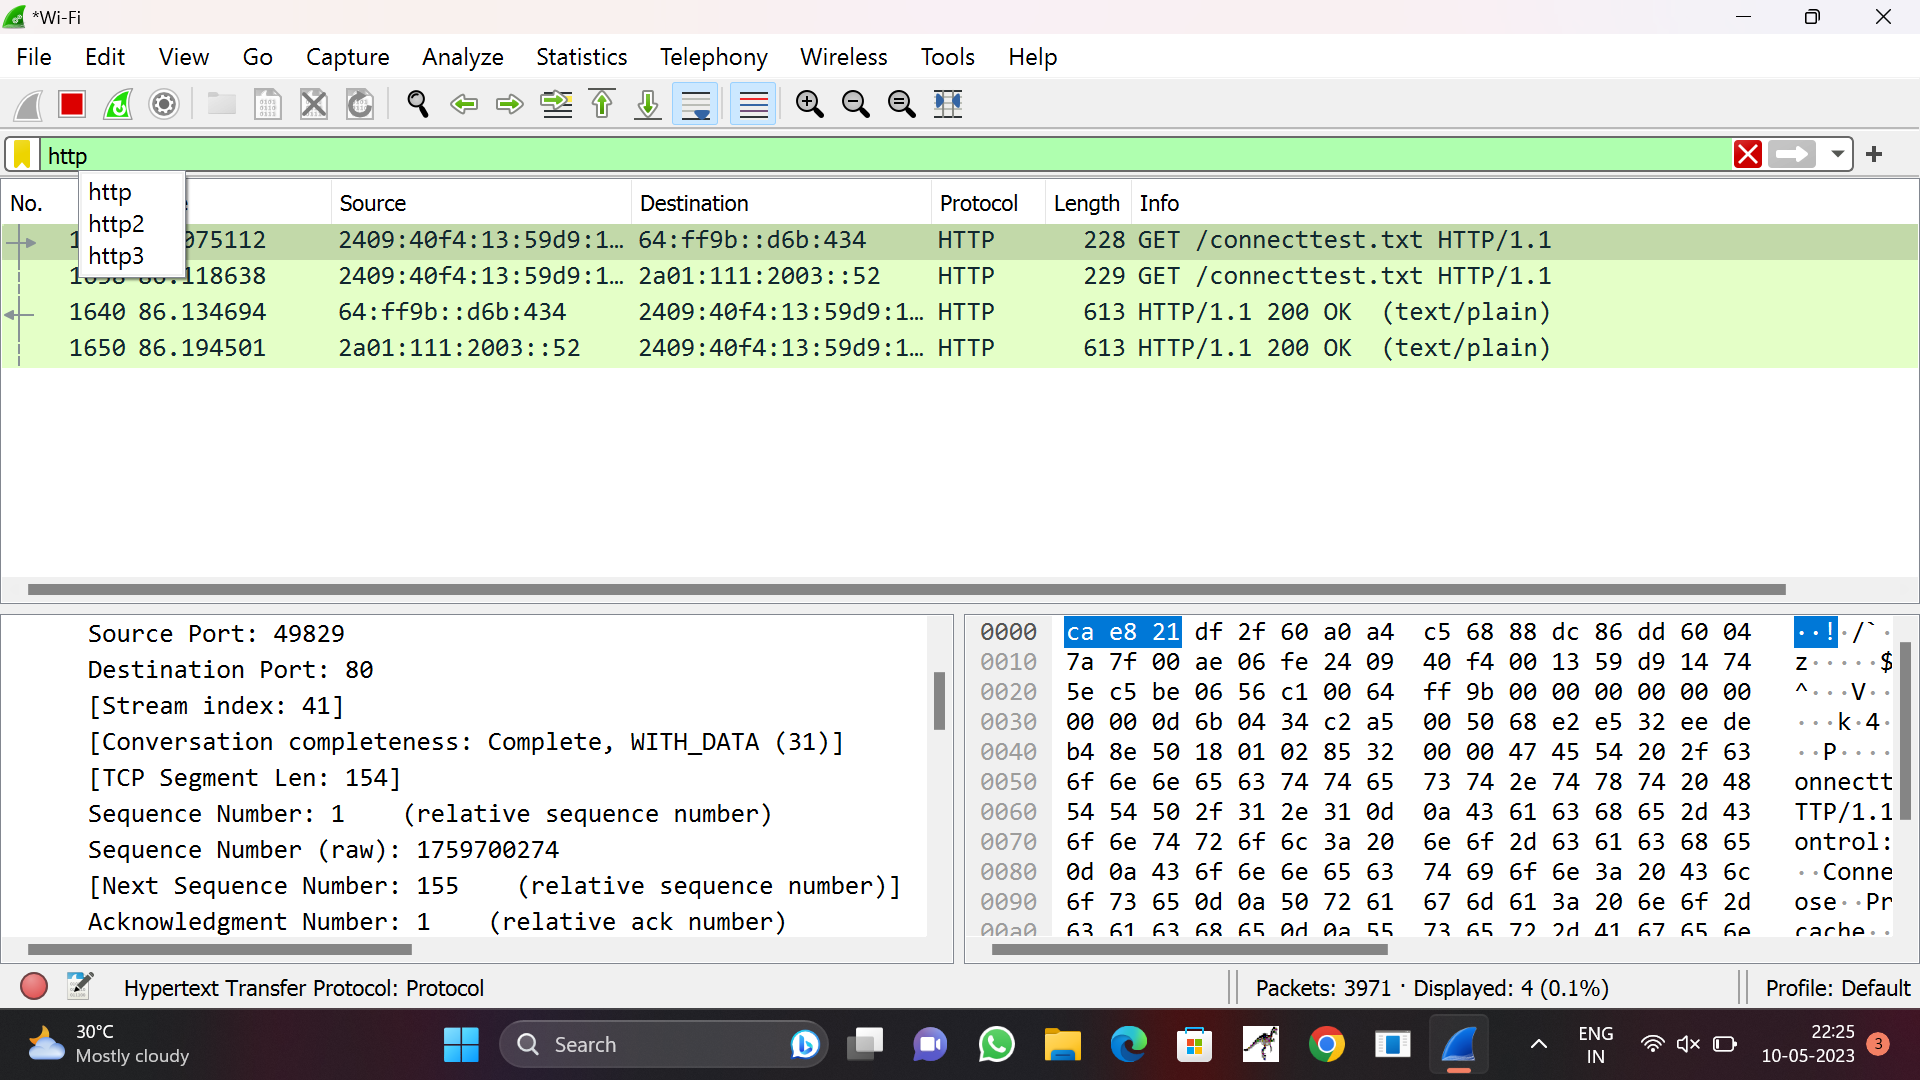 *Wi-Fi
File Edit View Go Capture Analyze Statistics Telephony Wireless Tools Help
http
http
http2
http3
No. Source Destination Protocol Length Info
075112 2409:40f4:13:59d9:1… 64:ff9b::d6b:434 HTTP 228 GET /connecttest.txt HTTP/1.1
118638 2409:40f4:13:59d9:1… 2a01:111:2003::52 HTTP 229 GET /connecttest.txt HTTP/1.1
1640 86.134694 64:ff9b::d6b:434 2409:40f4:13:59d9:1… HTTP 613 HTTP/1.1 200 OK (text/plain)
1650 86.194501 2a01:111:2003::52 2409:40f4:13:59d9:1… HTTP 613 HTTP/1.1 200 OK (text/plain)
Source Port: 49829
Destination Port: 80
[Stream index: 41]
[Conversation completeness: Complete, WITH_DATA (31)]
[TCP Segment Len: 154]
Sequence Number: 1 (relative sequence number)
Sequence Number (raw): 1759700274
[Next Sequence Number: 155 (relative sequence number)]
Acknowledgment Number: 1 (relative ack number)
0000 ca e8 21 df 2f 60 a0 a4 c5 68 88 dc 86 dd 60 04 ··!·/`·
0010 7a 7f 00 ae 06 fe 24 09 40 f4 00 13 59 d9 14 74 z·····$
0020 5e c5 be 06 56 c1 00 64 ff 9b 00 00 00 00 00 00 ^···V··
0030 00 00 0d 6b 04 34 c2 a5 00 50 68 e2 e5 32 ee de ···k·4·
0040 b4 8e 50 18 01 02 85 32 00 00 47 45 54 20 2f 63 ··P····
0050 6f 6e 6e 65 63 74 74 65 73 74 2e 74 78 74 20 48 onnectt
0060 54 54 50 2f 31 2e 31 0d 0a 43 61 63 68 65 2d 43 TTP/1.1
0070 6f 6e 74 72 6f 6c 3a 20 6e 6f 2d 63 61 63 68 65 ontrol:
0080 0d 0a 43 6f 6e 6e 65 63 74 69 6f 6e 3a 20 43 6c ··Conne
0090 6f 73 65 0d 0a 50 72 61 67 6d 61 3a 20 6e 6f 2d ose··Pr
00a0 63 61 63 68 65 0d 0a 55 73 65 72 2d 41 67 65 6e cache··
Hypertext Transfer Protocol: Protocol
Packets: 3971 · Displayed: 4 (0.1%)
Profile: Default
30°C
Mostly cloudy
Search
ENG
IN
22:25
10-05-2023
3